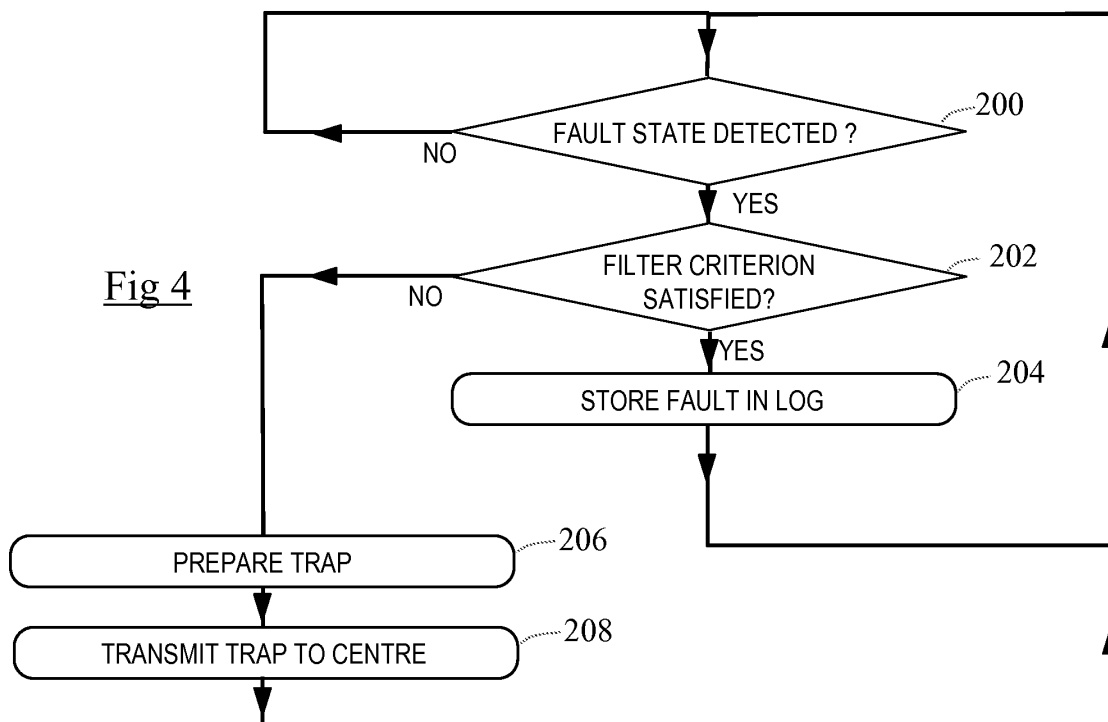 200
FAULT STATE DETECTED ?
NO
YES
202
FILTER CRITERION
SATISFIED?
NO
Fig 4
YES
204
STORE FAULT IN LOG
206
PREPARE TRAP
208
TRANSMIT TRAP TO CENTRE